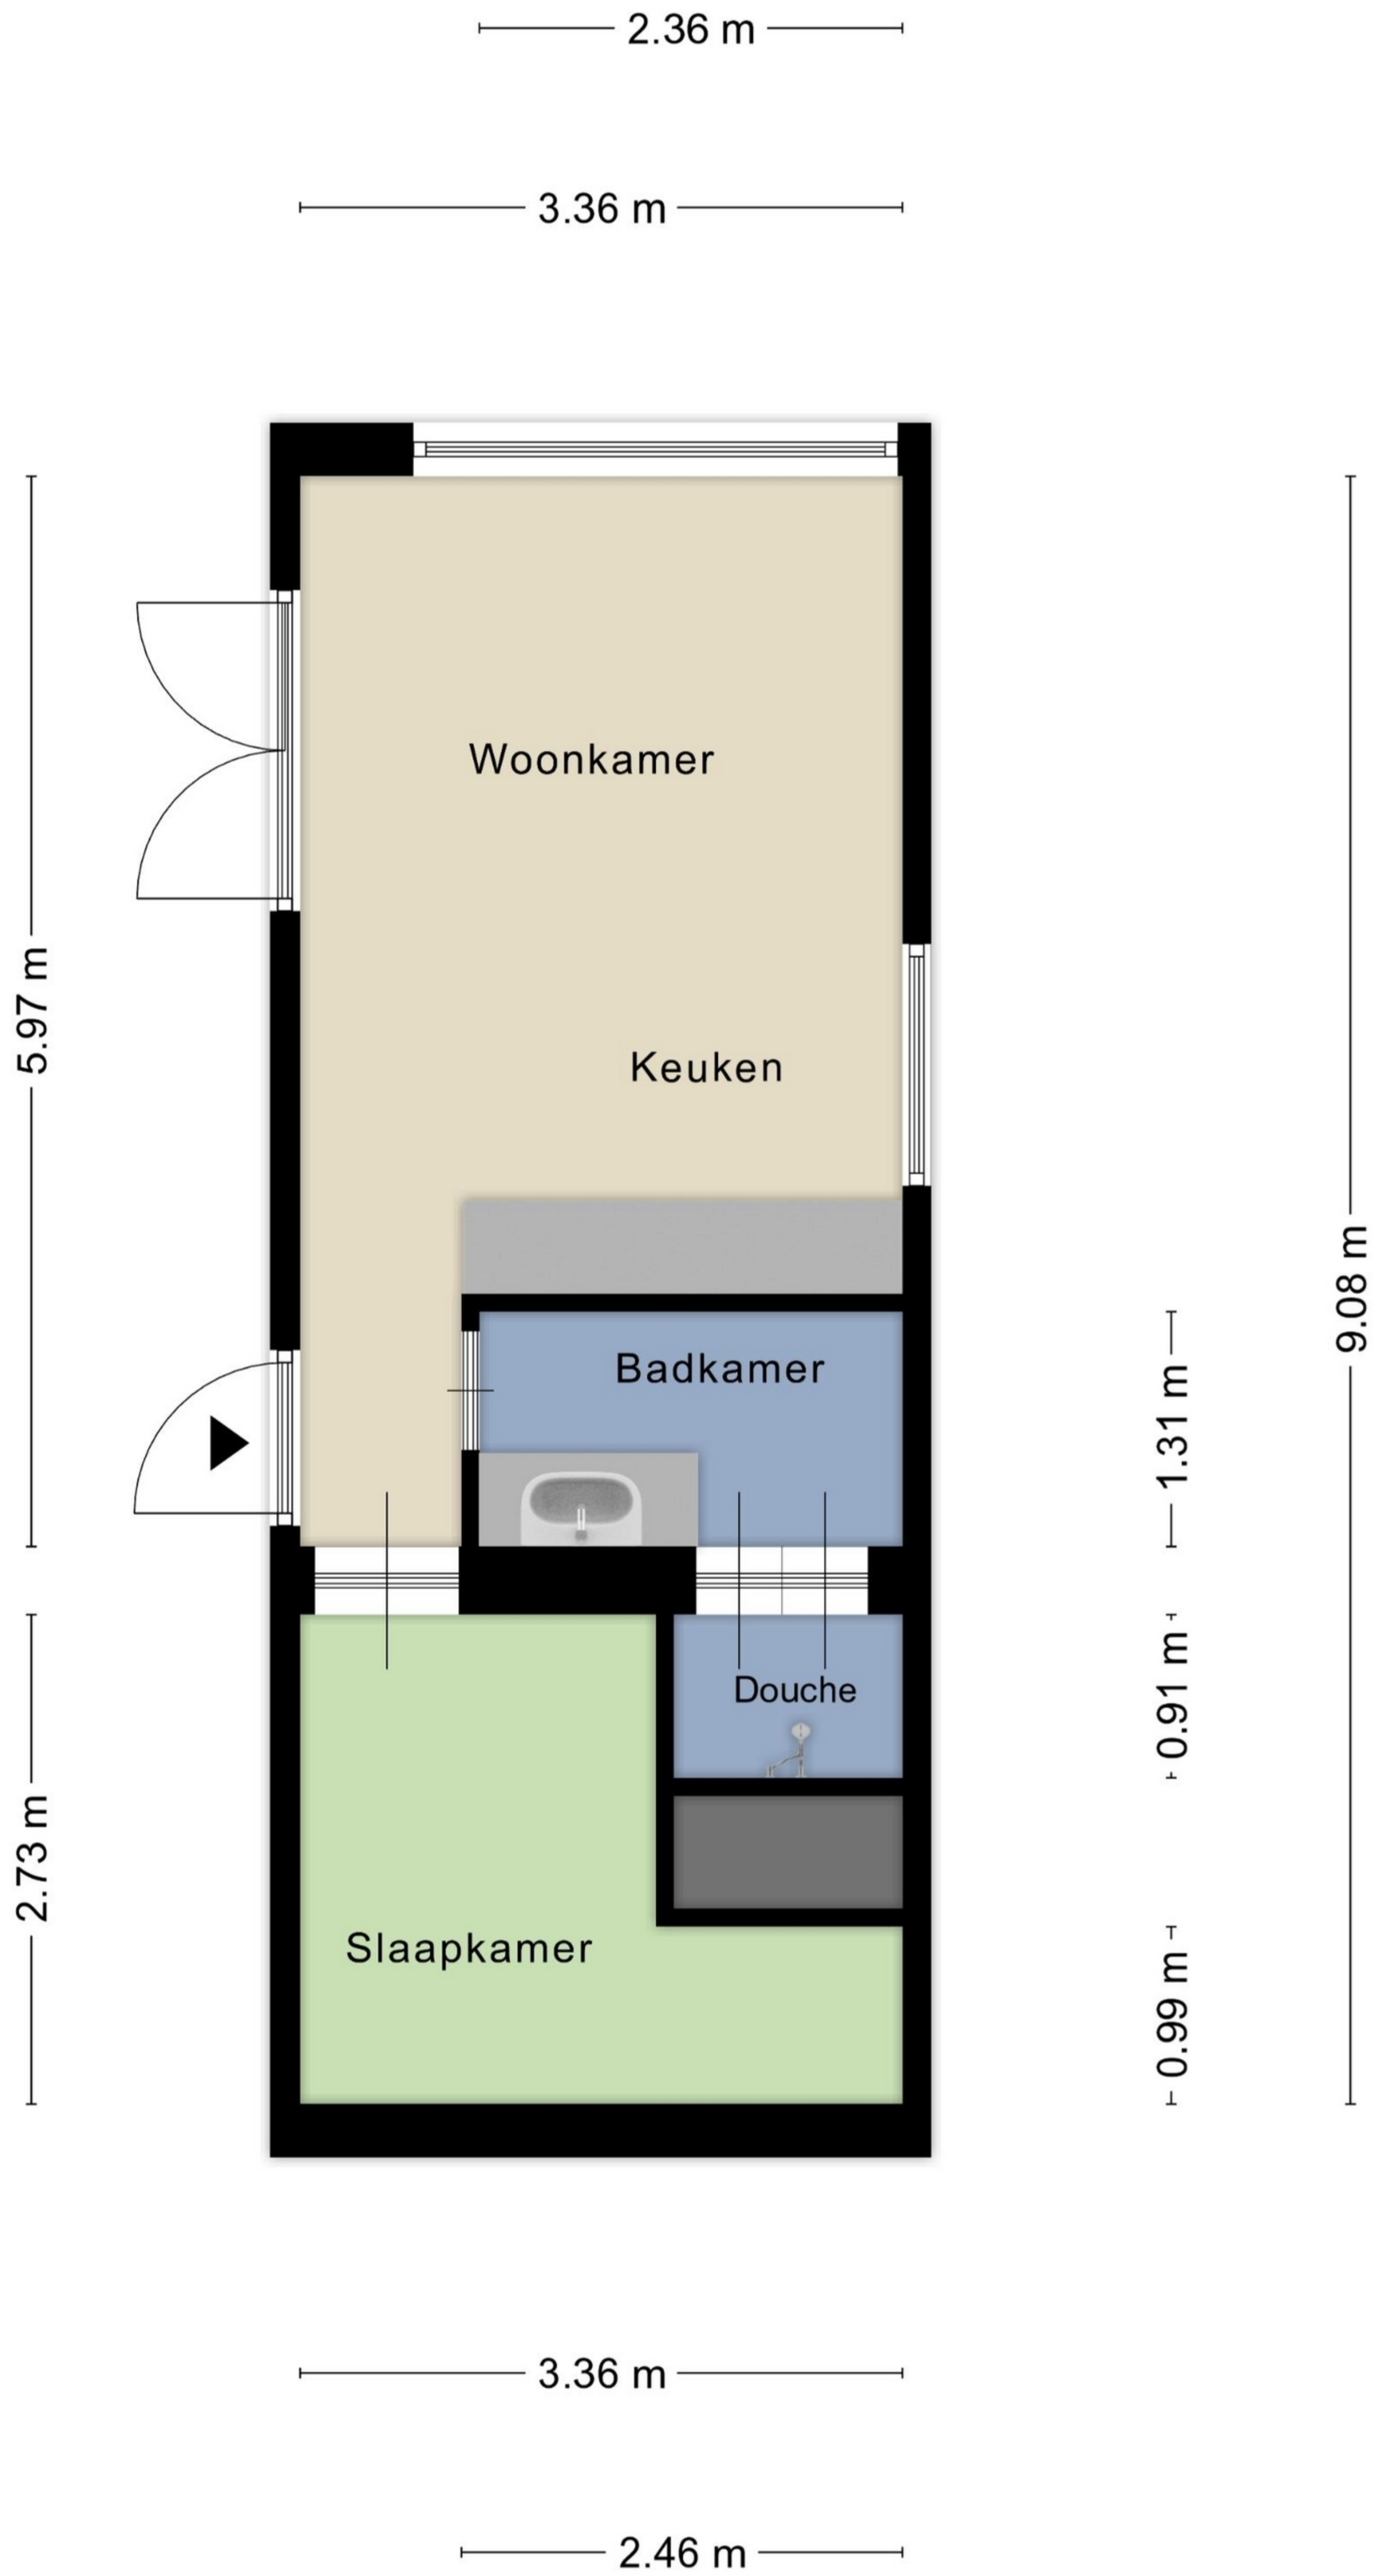 2.36 m
3.36 m
Woonkamer
5.97 m
Keuken
9.08 m
Badkamer
1.31 m
0.91 m
Douche
2.73 m
Slaapkamer
0.99 m
3.36 m
2.46 m